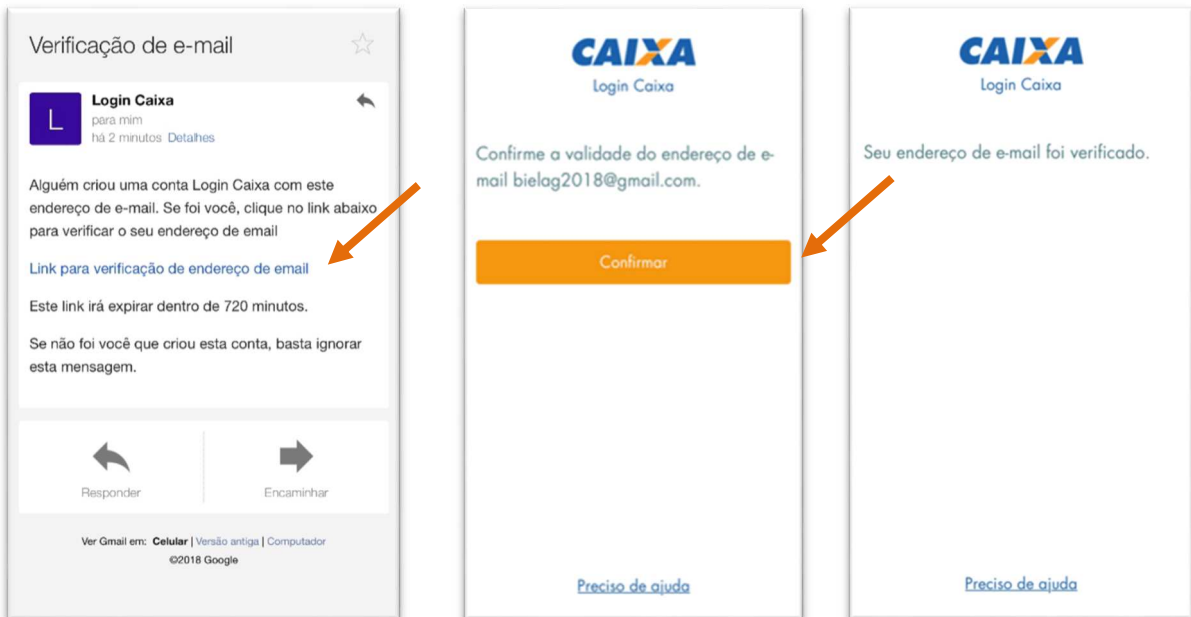 Verificação de e-mail
L
Login Caixa
para mim
há 2 minutos Detalhes
Alguém criou uma conta Login Caixa com este
endereço de e-mail. Se foi você, clique no link abaixo
para verificar o seu endereço de email
Link para verificação de endereço de email
Este link irá expirar dentro de 720 minutos.
Se não foi você que criou esta conta, basta ignorar
esta mensagem.
Responder
Encaminhar
Ver Gmail em: Celular | Versão antiga | Computador
©2018 Google
CAIXA
Login Caixa
Confirme a validade do endereço de e-
mail bielag2018@gmail.com.
Confirmar
Preciso de ajuda
CAIXA
Login Caixa
Seu endereço de e-mail foi verificado.
Preciso de ajuda